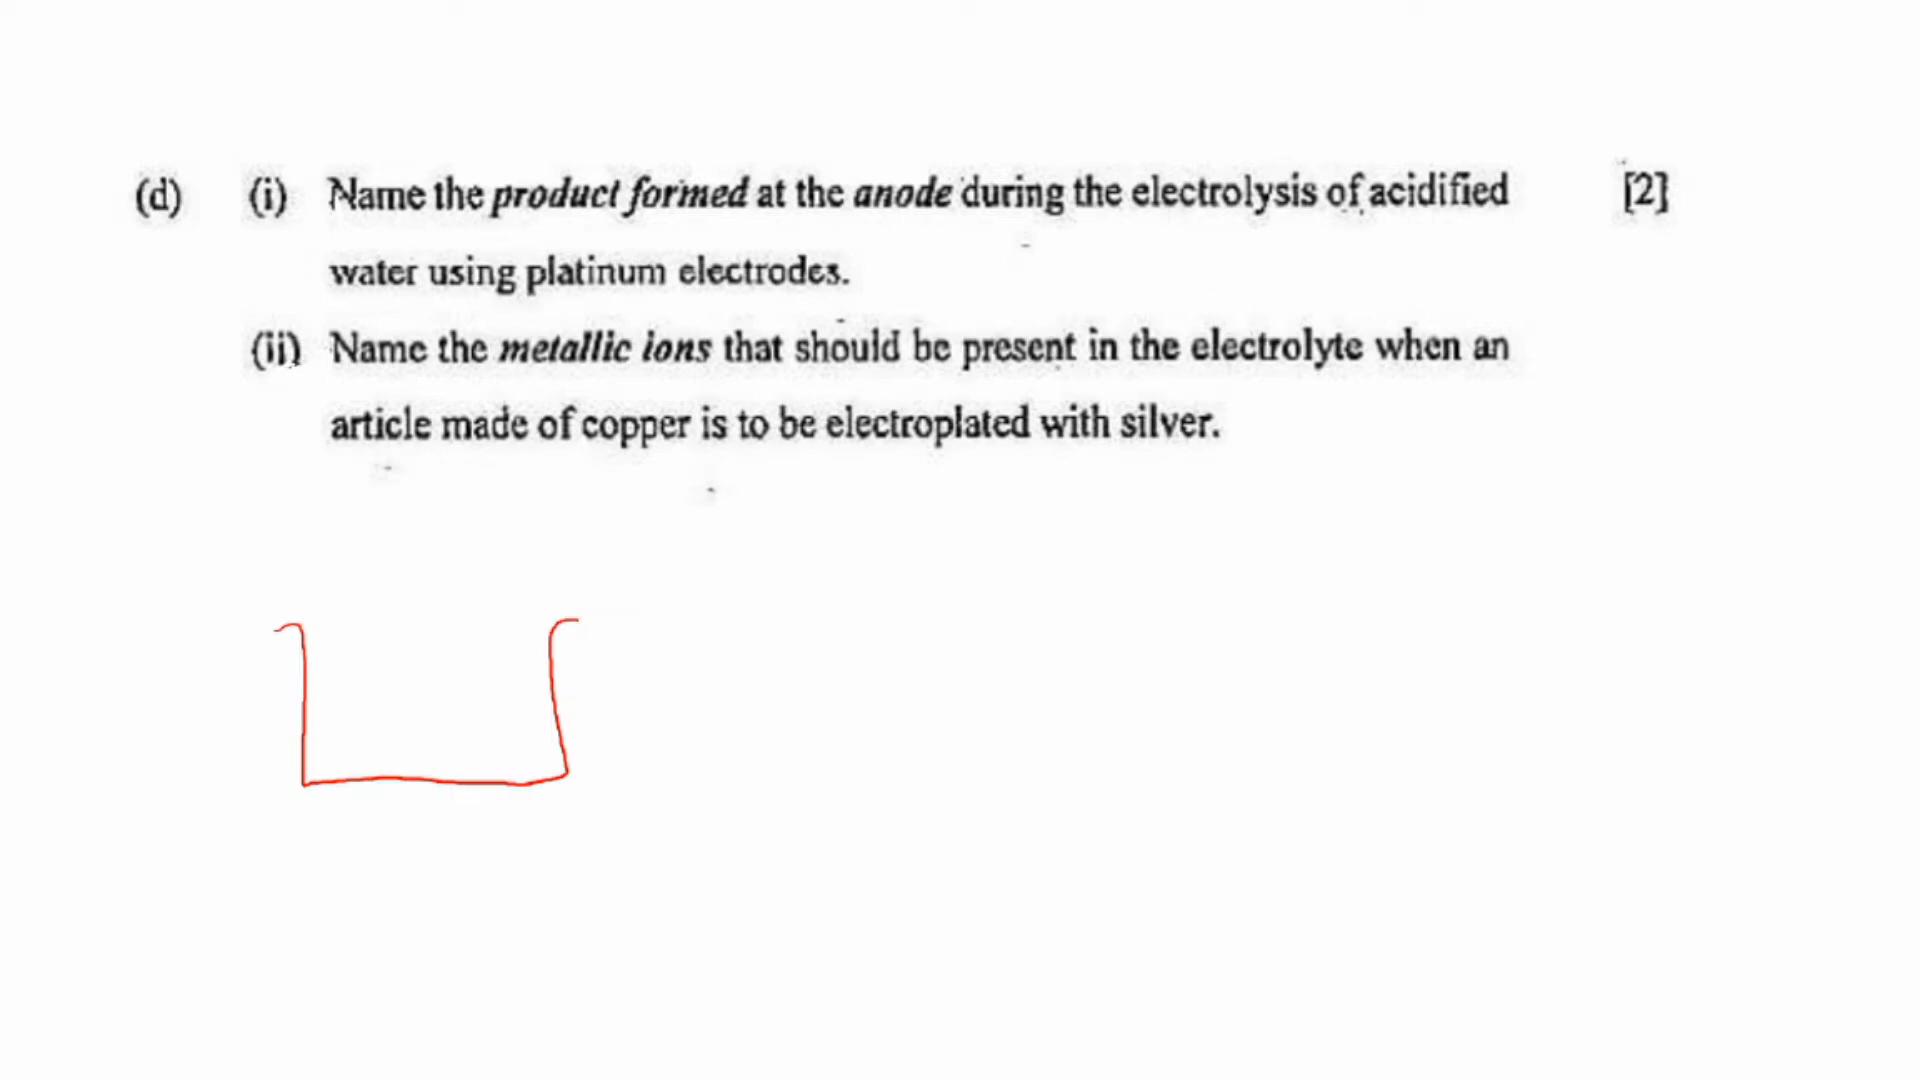 (d) (i) Name the product formed at the anode during the electrolysis of acidified [2]
water using platinum electrodes.
(ii) Name the metallic ions that should be present in the electrolyte when an
article made of copper is to be electroplated with silver.